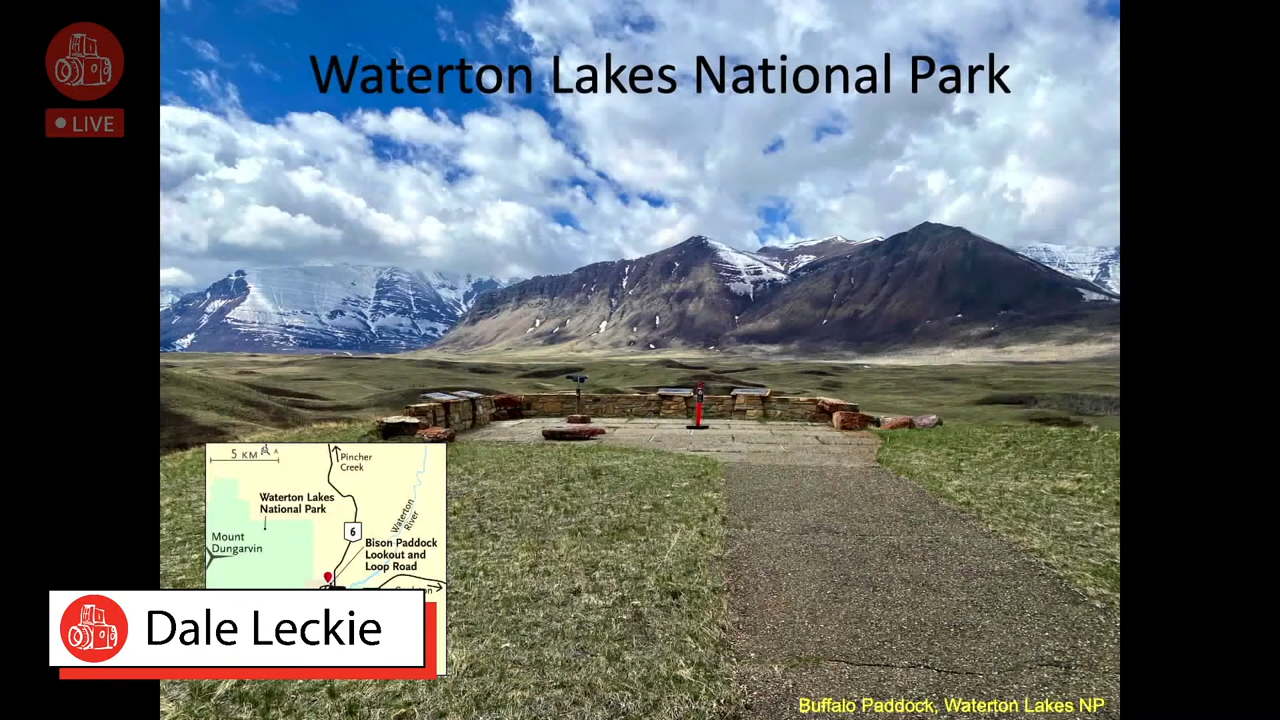 Waterton Lakes National Park
LIVE
5 KM
Pincher
Creek
Waterton Lakes
National Park
Waterton
River
6
Mount
Dungarvin
Bison Paddock
Lookout and
Loop Road
Dale Leckie
Buffalo Paddock, Waterton Lakes NP